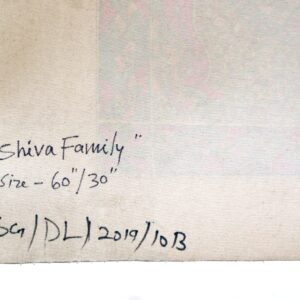 Shiva Family"
Size - 60"/30"
SG/DL/2019/10B